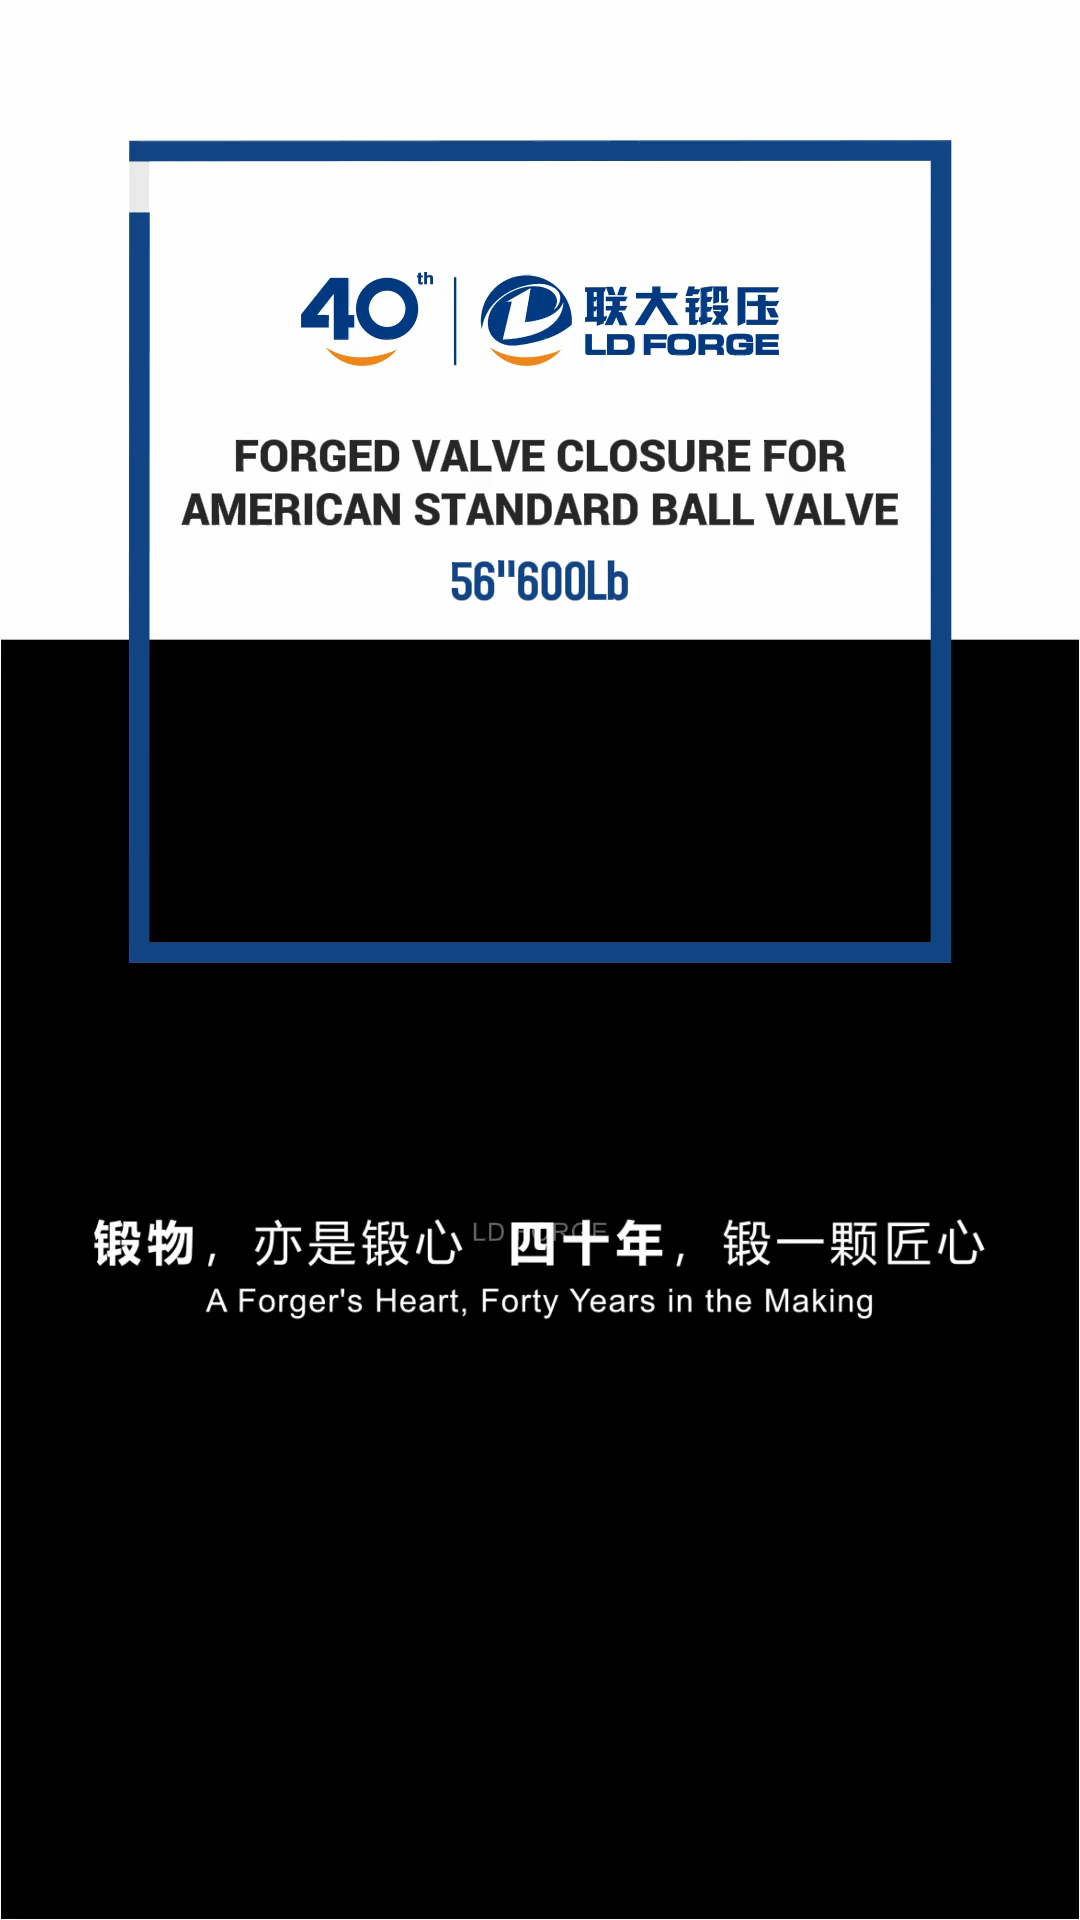 40th
联大锻压
LD FORGE
FORGED VALVE CLOSURE FOR
AMERICAN STANDARD BALL VALVE
56"600Lb
锻物，亦是锻心 四十年，锻一颗匠心
LD FORGE
A Forger's Heart, Forty Years in the Making